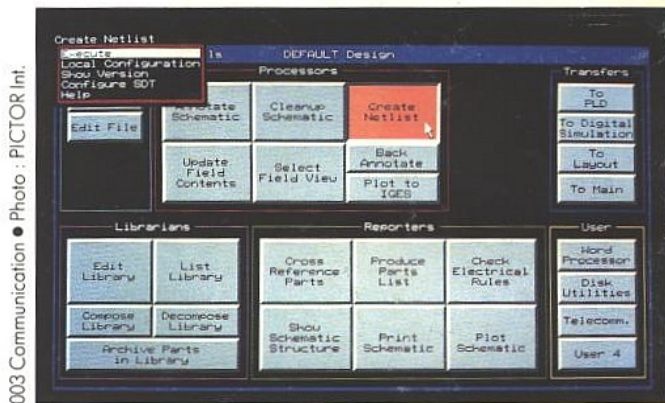 Create Netlist
Execute
Local Configuration
Show Version
Configure SDT
Help
ls DEFAULT Design
Processors
Transfers
Edit File
Annotate Schematic
Cleanup Schematic
Create Netlist
Update Field Contents
Select Field View
Back Annotate
Plot to IGES
To PLD
To Digital Simulation
To Layout
To Main
Librarians
Edit Library
List Library
Compose Library
Decompose Library
Archive Parts in Library
Reporters
Cross Reference Parts
Produce Parts List
Check Electrical Rules
Show Schematic Structure
Print Schematic
Plot Schematic
User
Word Processor
Disk Utilities
Telecomm.
User 4
003 Communication ● Photo : PICTOR Int.